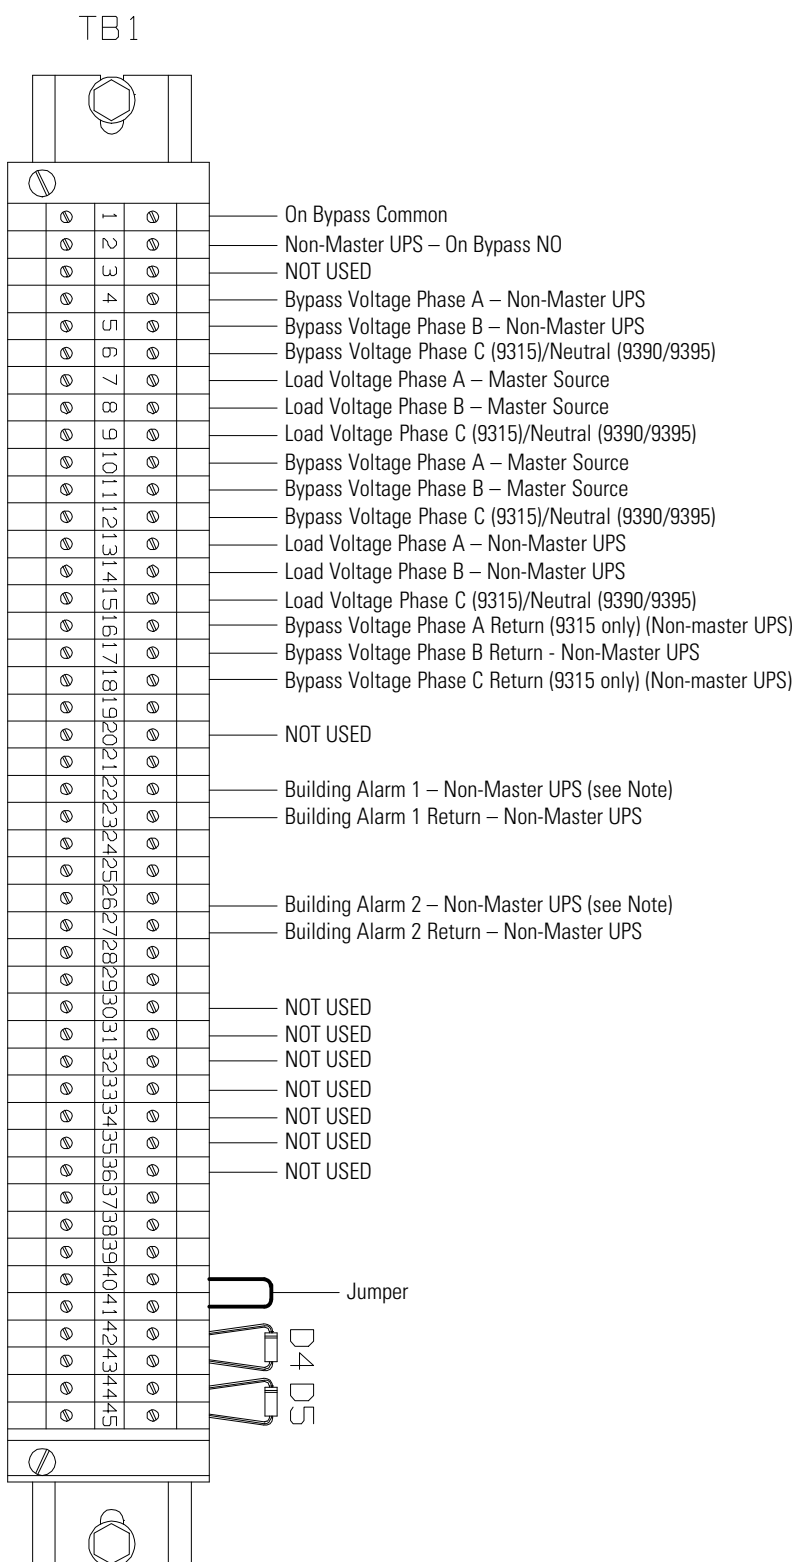 TB1
1 On Bypass Common
2 Non-Master UPS – On Bypass NO
3 NOT USED
4 Bypass Voltage Phase A – Non-Master UPS
5 Bypass Voltage Phase B – Non-Master UPS
6 Bypass Voltage Phase C (9315)/Neutral (9390/9395)
7 Load Voltage Phase A – Master Source
8 Load Voltage Phase B – Master Source
9 Load Voltage Phase C (9315)/Neutral (9390/9395)
10 Bypass Voltage Phase A – Master Source
11 Bypass Voltage Phase B – Master Source
12 Bypass Voltage Phase C (9315)/Neutral (9390/9395)
13 Load Voltage Phase A – Non-Master UPS
14 Load Voltage Phase B – Non-Master UPS
15 Load Voltage Phase C (9315)/Neutral (9390/9395)
16 Bypass Voltage Phase A Return (9315 only) (Non-master UPS)
17 Bypass Voltage Phase B Return - Non-Master UPS
18 Bypass Voltage Phase C Return (9315 only) (Non-master UPS)
19
20 NOT USED
21
22 Building Alarm 1 – Non-Master UPS (see Note)
23 Building Alarm 1 Return – Non-Master UPS
24
25
26 Building Alarm 2 – Non-Master UPS (see Note)
27 Building Alarm 2 Return – Non-Master UPS
28
29
30 NOT USED
31 NOT USED
32 NOT USED
33 NOT USED
34 NOT USED
35 NOT USED
36 NOT USED
37
38
39
40
Jumper
41
42
D4
43
44
D5
45